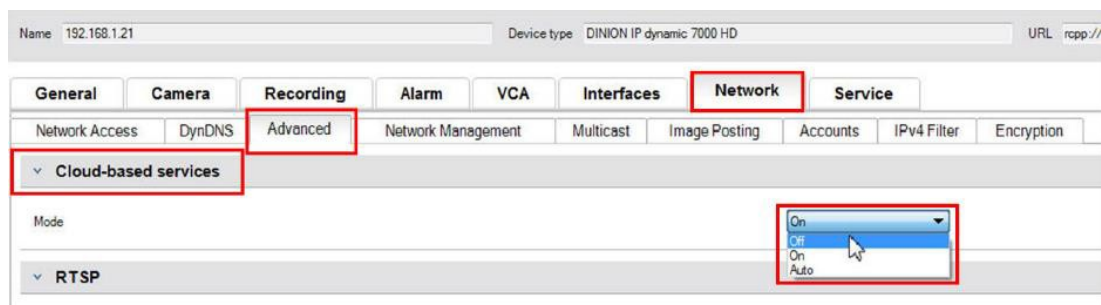 Name 192.168.1.21 Device type DINION IP dynamic 7000 HD URL rcpp://
General Camera Recording Alarm VCA Interfaces Network Service
Network Access DynDNS Advanced Network Management Multicast Image Posting Accounts IPv4 Filter Encryption
Cloud-based services
Mode On
Off
On
Auto
RTSP